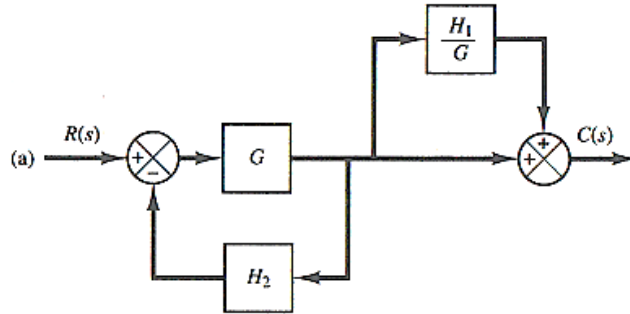 H₁
G
R(s)
C(s)
+
−
G
+
+
(a)
H₂